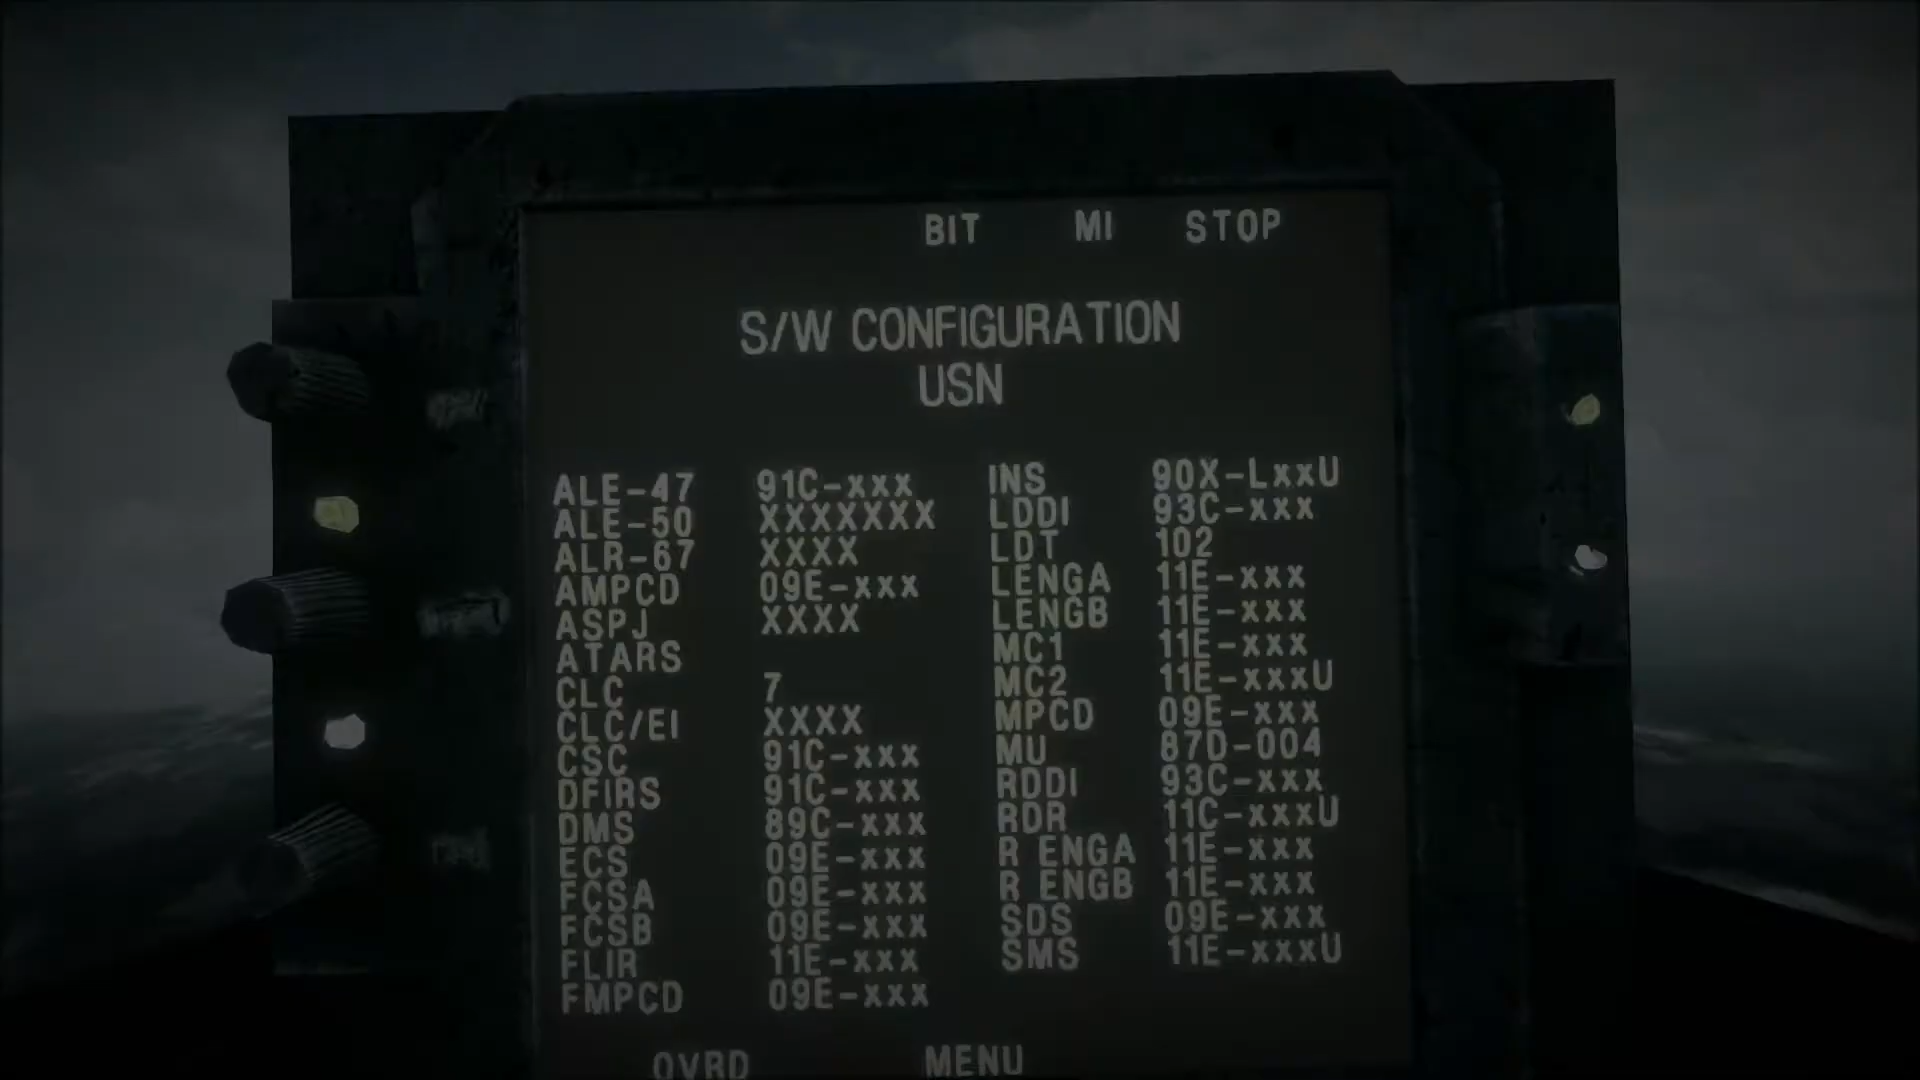 BIT MI STOP
S/W CONFIGURATION
USN
ALE-47 91C-xxx INS 90X-LxxU
ALE-50 XXXXXXX LDDI 93C-xxx
ALR-67 XXXX LDT 102
AMPCD 09E-xxx LENGA 11E-xxx
ASPJ XXXX LENGB 11E-xxx
ATARS MC1 11E-xxx
CLC 7 MC2 11E-xxxU
CLC/EI XXXX MPCD 09E-xxx
CSC 91C-xxx MU 87D-004
DFIRS 91C-xxx RDDI 93C-xxx
DMS 89C-xxx RDR 11C-xxxU
ECS 09E-xxx R ENGA 11E-xxx
FCSA 09E-xxx R ENGB 11E-xxx
FCSB 09E-xxx SDS 09E-xxx
FLIR 11E-xxx SMS 11E-xxxU
FMPCD 09E-xxx
OVRD MENU